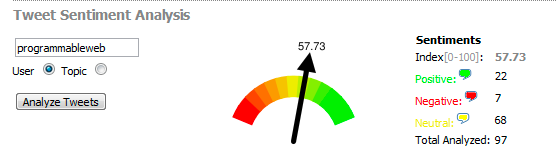 Tweet Sentiment Analysis
programmableweb
User Topic
Analyze Tweets
57.73
Sentiments
Index[0-100]: 57.73
Positive: 22
Negative: 7
Neutral: 68
Total Analyzed: 97